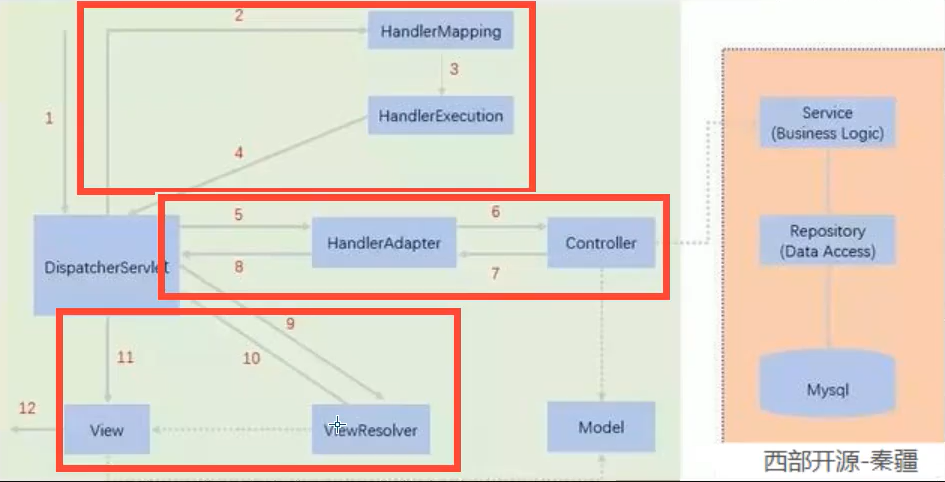 2
HandlerMapping
1
3
HandlerExecution
4
5
6
DispatcherServlet
HandlerAdapter
Controller
8
7
9
11
10
12
View
ViewResolver
Model
Service
(Business Logic)
Repository
(Data Access)
Mysql
西部开源-秦疆